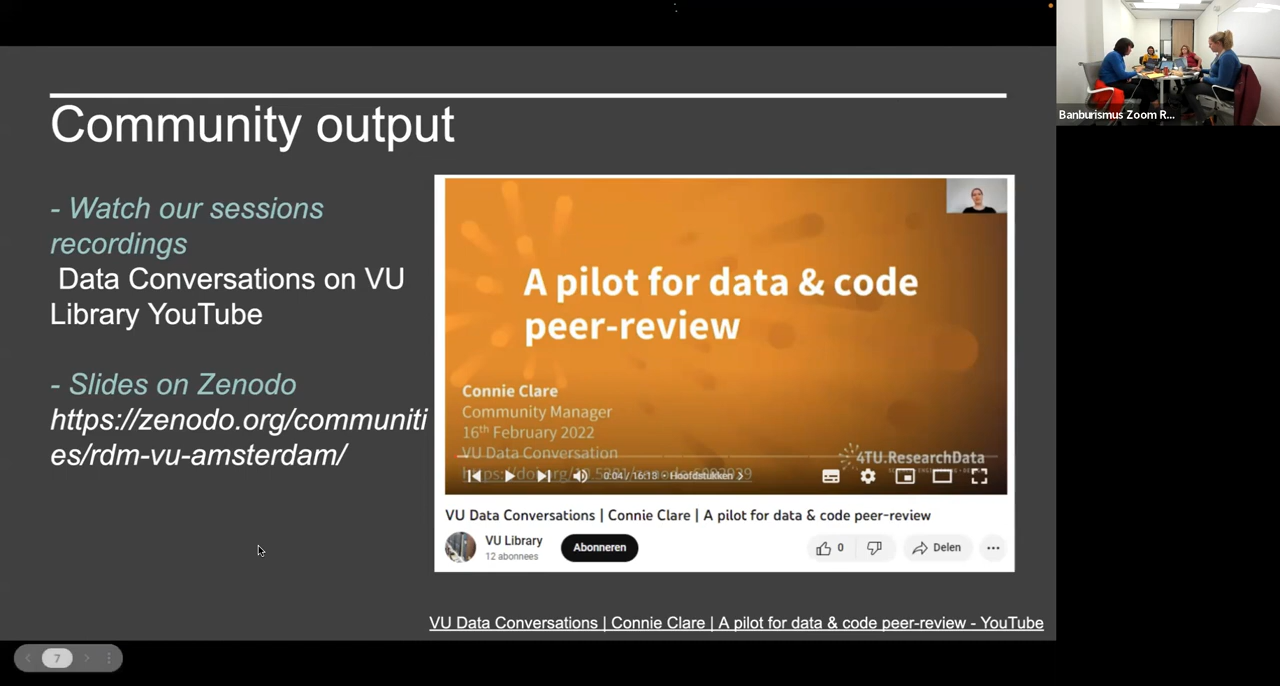 Banburismus Zoom R...
Community output
- Watch our sessions
recordings
Data Conversations on VU
Library YouTube
- Slides on Zenodo
https://zenodo.org/communiti
es/rdm-vu-amsterdam/
A pilot for data & code
peer-review
Connie Clare
Community Manager
16th February 2022
VU Data Conversation
4TU.ResearchData
0:04 / 16:13 • Hoofdstukken >
VU Data Conversations | Connie Clare | A pilot for data & code peer-review
VU Library
12 abonnees
Abonneren
0
Delen
VU Data Conversations | Connie Clare | A pilot for data & code peer-review - YouTube
7